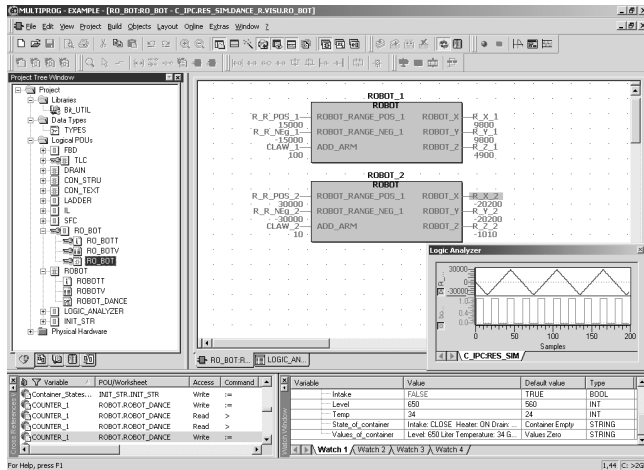 MULTIPROG - EXAMPLE - [RO_BOT:RO_BOT - C_IPC.RES_SIM.DANCE_R.VISU.RO_BOT]
File Edit View Project Build Objects Layout Online Extras Window ?
Project Tree Window
Project
Libraries
Bit_UTIL
Data Types
TYPES
Logical POUs
FBD
TLC
DRAIN
CON_STRU
CON_TEXT
LADDER
IL
SFC
RO_BOT
RO_BOTT
RO_BOTV
RO_BOT
ROBOT
ROBOTT
ROBOTV
ROBOT_DANCE
LOGIC_ANALYZER
INIT_STR
Physical Hardware
ROBOT_1
ROBOT
R_R_POS_1 ROBOT_RANGE_POS_1 ROBOT_X R_X_1
15000 9800
R_R_NEg_1 ROBOT_RANGE_NEG_1 ROBOT_Y R_Y_1
-15000 9800
CLAW_1 ADD_ARM ROBOT_Z R_Z_1
100 4900
ROBOT_2
ROBOT
R_R_POS_2 ROBOT_RANGE_POS_1 ROBOT_X R_X_2
30000 -20200
R_R_NEg_2 ROBOT_RANGE_NEG_1 ROBOT_Y R_Y_2
-30000 -20200
CLAW_2 ADD_ARM ROBOT_Z R_Z_2
10 -1010
Logic Analyzer
30000
0
-30000
1.0
0.4
0.0
0 50 100 150 200
Samples
C_IPC:RES_SIM
RO_BOT:R... LOGIC_AN...
Variable POU/Worksheet Access Command
Container_States... INIT_STR.INIT_STR Write :=
COUNTER_1 ROBOT.ROBOT_DANCE Write :=
COUNTER_1 ROBOT.ROBOT_DANCE Read >
COUNTER_1 ROBOT.ROBOT_DANCE Read >
COUNTER_1 ROBOT.ROBOT_DANCE Write :=
Cross References
Watch Window
Variable Value Default value Type
Intake FALSE TRUE BOOL
Level 650 560 INT
Temp 34 24 INT
State_of_container Intake: CLOSE Heater: ON Drain: ... Container Empty STRING
Values_of_container Level: 650 Liter Temperature: 34 G... Values Zero STRING
Watch 1 Watch 2 Watch 3 Watch 4
For Help, press F1
1,44 C: >2G